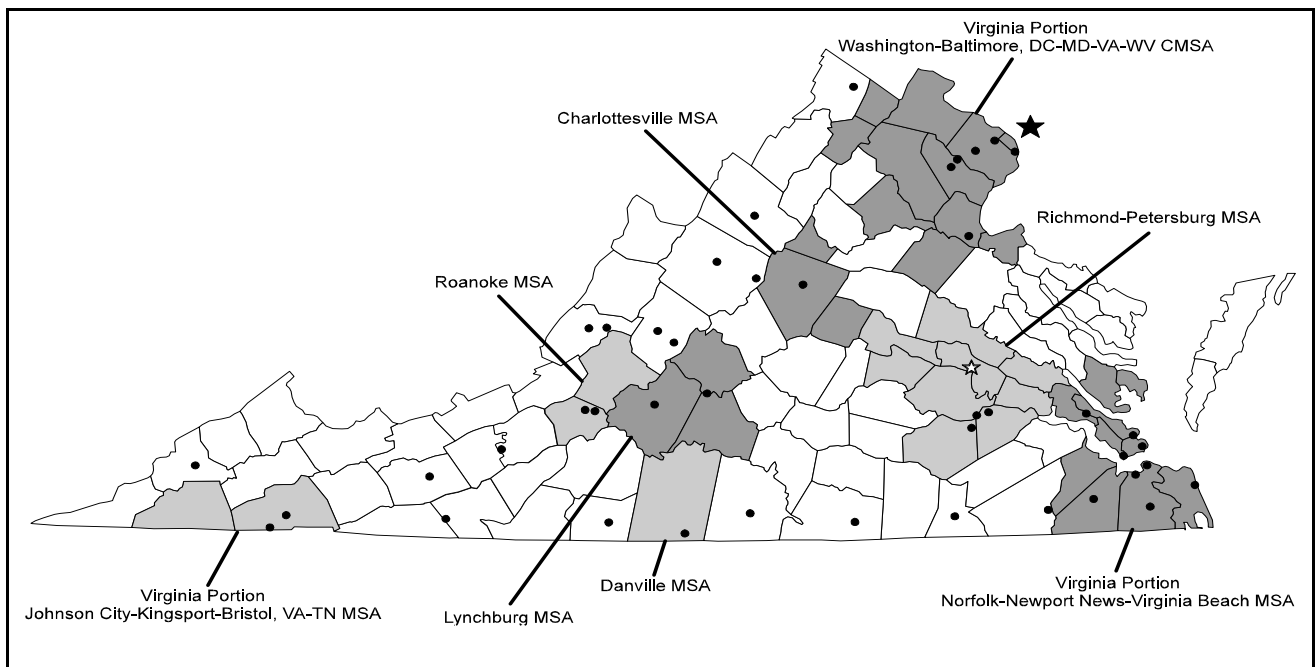 Virginia Portion
Washington-Baltimore, DC-MD-VA-WV CMSA
Charlottesville MSA
Richmond-Petersburg MSA
Roanoke MSA
Virginia Portion
Johnson City-Kingsport-Bristol, VA-TN MSA
Lynchburg MSA
Danville MSA
Virginia Portion
Norfolk-Newport News-Virginia Beach MSA